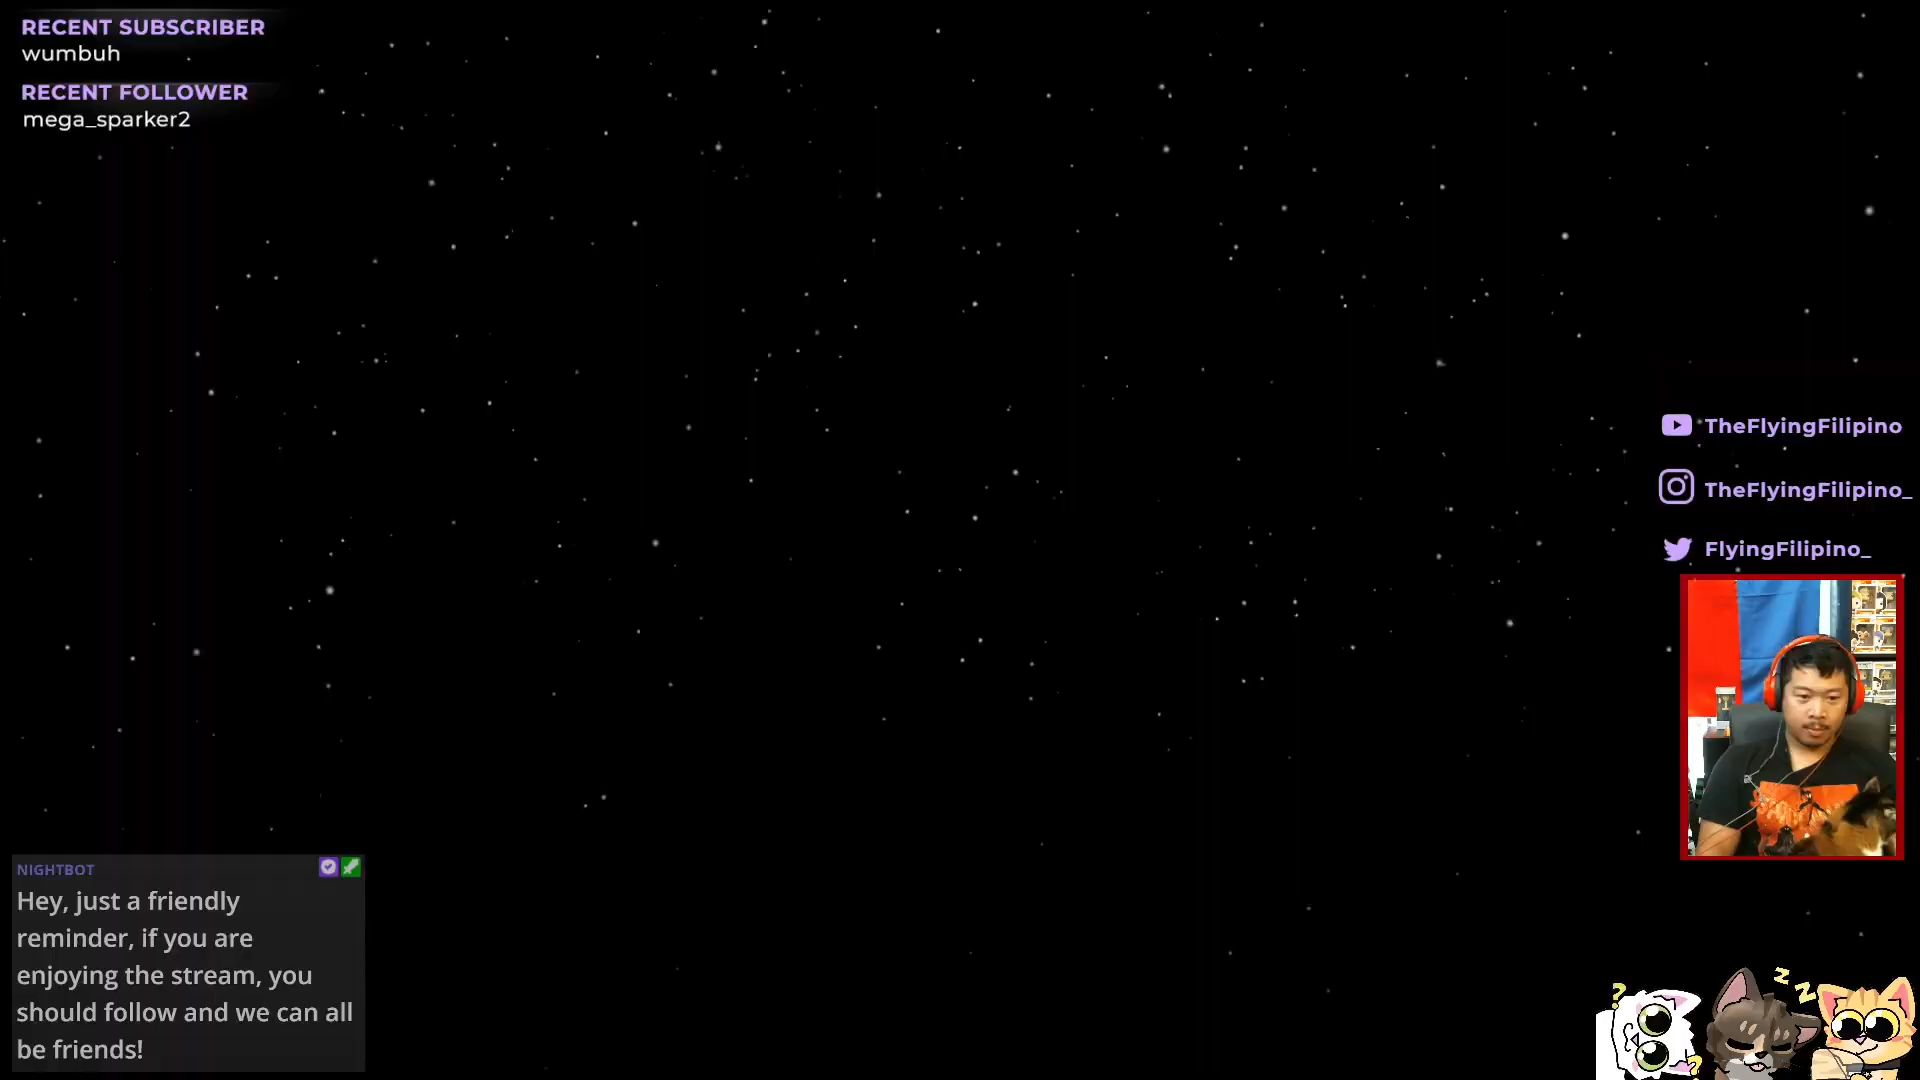 RECENT SUBSCRIBER
wumbuh
RECENT FOLLOWER
mega_sparker2
TheFlyingFilipino
TheFlyingFilipino_
FlyingFilipino_
NIGHTBOT
Hey, just a friendly
reminder, if you are
enjoying the stream, you
should follow and we can all
be friends!
? z z
?